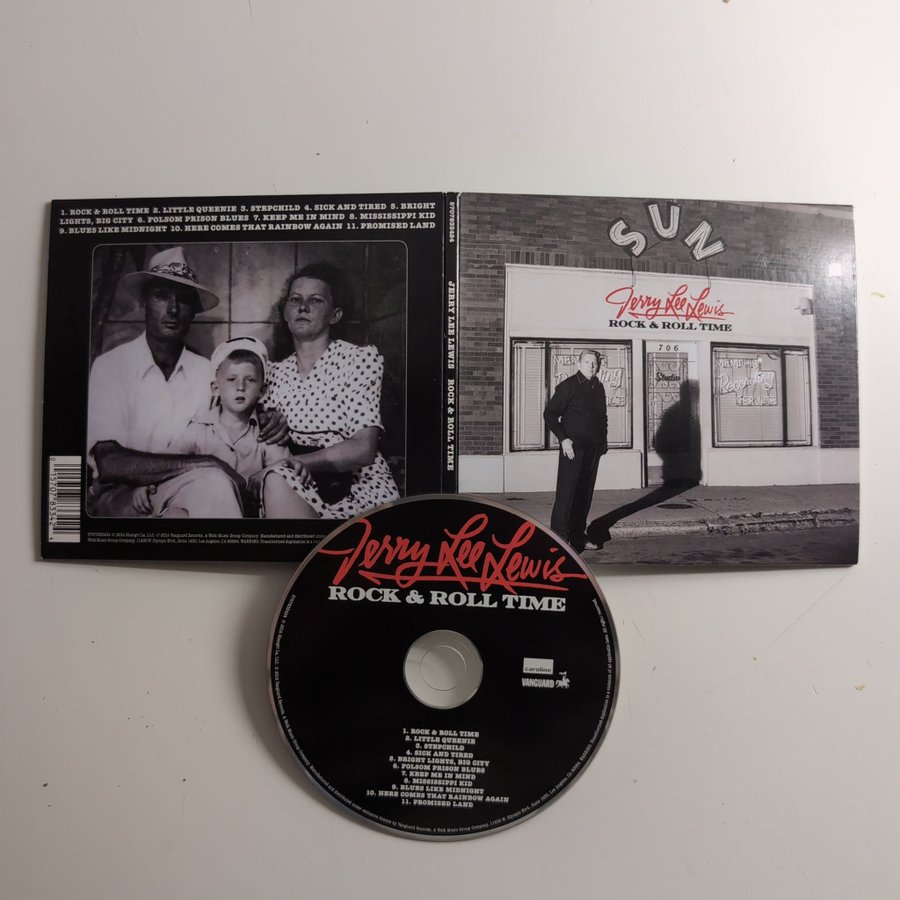 1. ROCK & ROLL TIME 2. LITTLE QUEENIE 3. STEPCHILD 4. SICK AND TIRED 5. BRIGHT
LIGHTS, BIG CITY 6. FOLSOM PRISON BLUES 7. KEEP ME IN MIND 8. MISSISSIPPI KID
9. BLUES LIKE MIDNIGHT 10. HERE COMES THAT RAINBOW AGAIN 11. PROMISED LAND
5707833424
JERRY LEE LEWIS ROCK & ROLL TIME
SUN
Jerry Lee Lewis
ROCK & ROLL TIME
706
Studio
MEMPHIS
Recording
SERVICE
Jerry Lee Lewis
ROCK & ROLL TIME
caroline
VANGUARD
1. ROCK & ROLL TIME
2. LITTLE QUEENIE
3. STEPCHILD
4. SICK AND TIRED
5. BRIGHT LIGHTS, BIG CITY
6. FOLSOM PRISON BLUES
7. KEEP ME IN MIND
8. MISSISSIPPI KID
9. BLUES LIKE MIDNIGHT
10. HERE COMES THAT RAINBOW AGAIN
11. PROMISED LAND